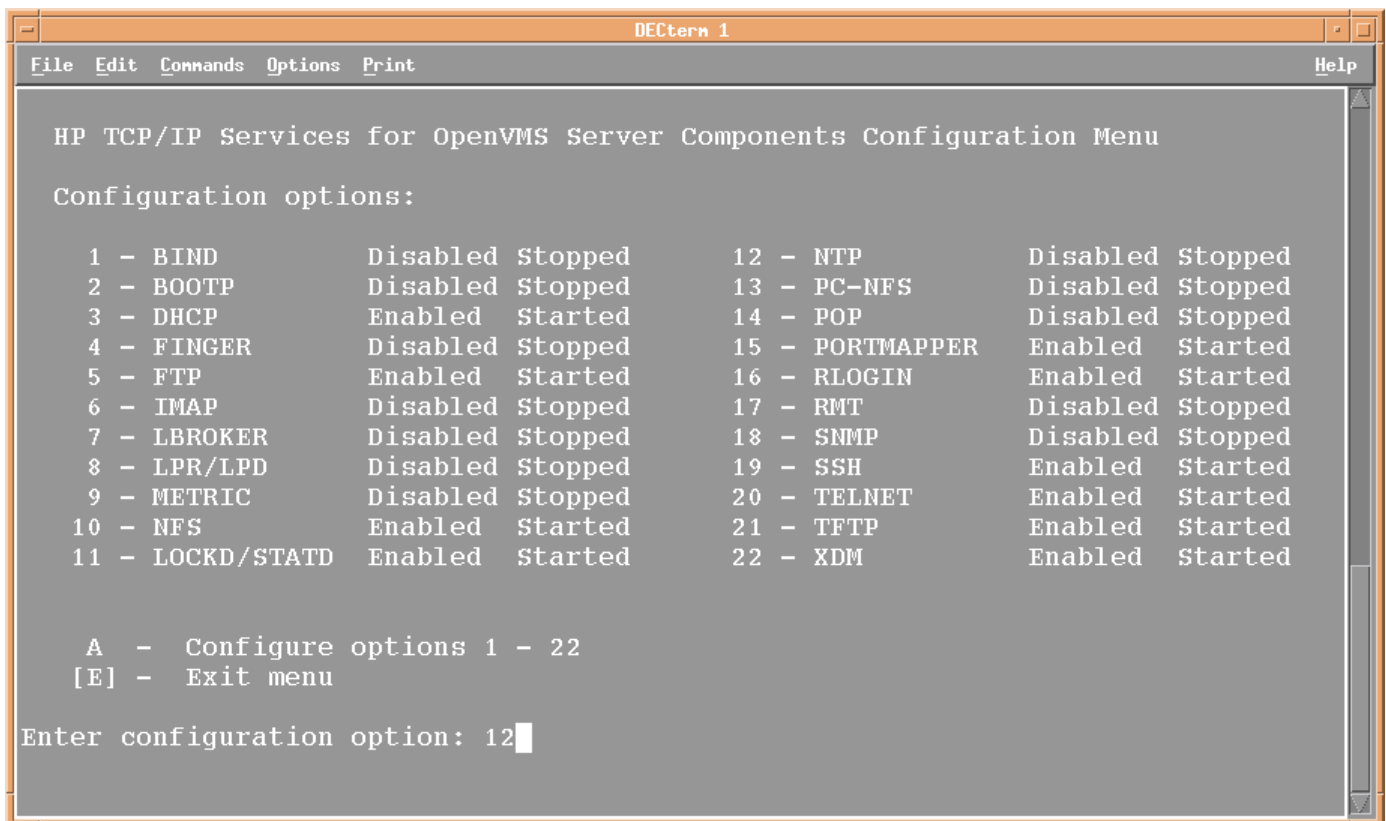 DECterm 1
File Edit Commands Options Print Help
HP TCP/IP Services for OpenVMS Server Components Configuration Menu
Configuration options:
1 - BIND Disabled Stopped 12 - NTP Disabled Stopped
2 - BOOTP Disabled Stopped 13 - PC-NFS Disabled Stopped
3 - DHCP Enabled Started 14 - POP Disabled Stopped
4 - FINGER Disabled Stopped 15 - PORTMAPPER Enabled Started
5 - FTP Enabled Started 16 - RLOGIN Enabled Started
6 - IMAP Disabled Stopped 17 - RMT Disabled Stopped
7 - LBROKER Disabled Stopped 18 - SNMP Disabled Stopped
8 - LPR/LPD Disabled Stopped 19 - SSH Enabled Started
9 - METRIC Disabled Stopped 20 - TELNET Enabled Started
10 - NFS Enabled Started 21 - TFTP Enabled Started
11 - LOCKD/STATD Enabled Started 22 - XDM Enabled Started
A - Configure options 1 - 22
[E] - Exit menu
Enter configuration option: 12